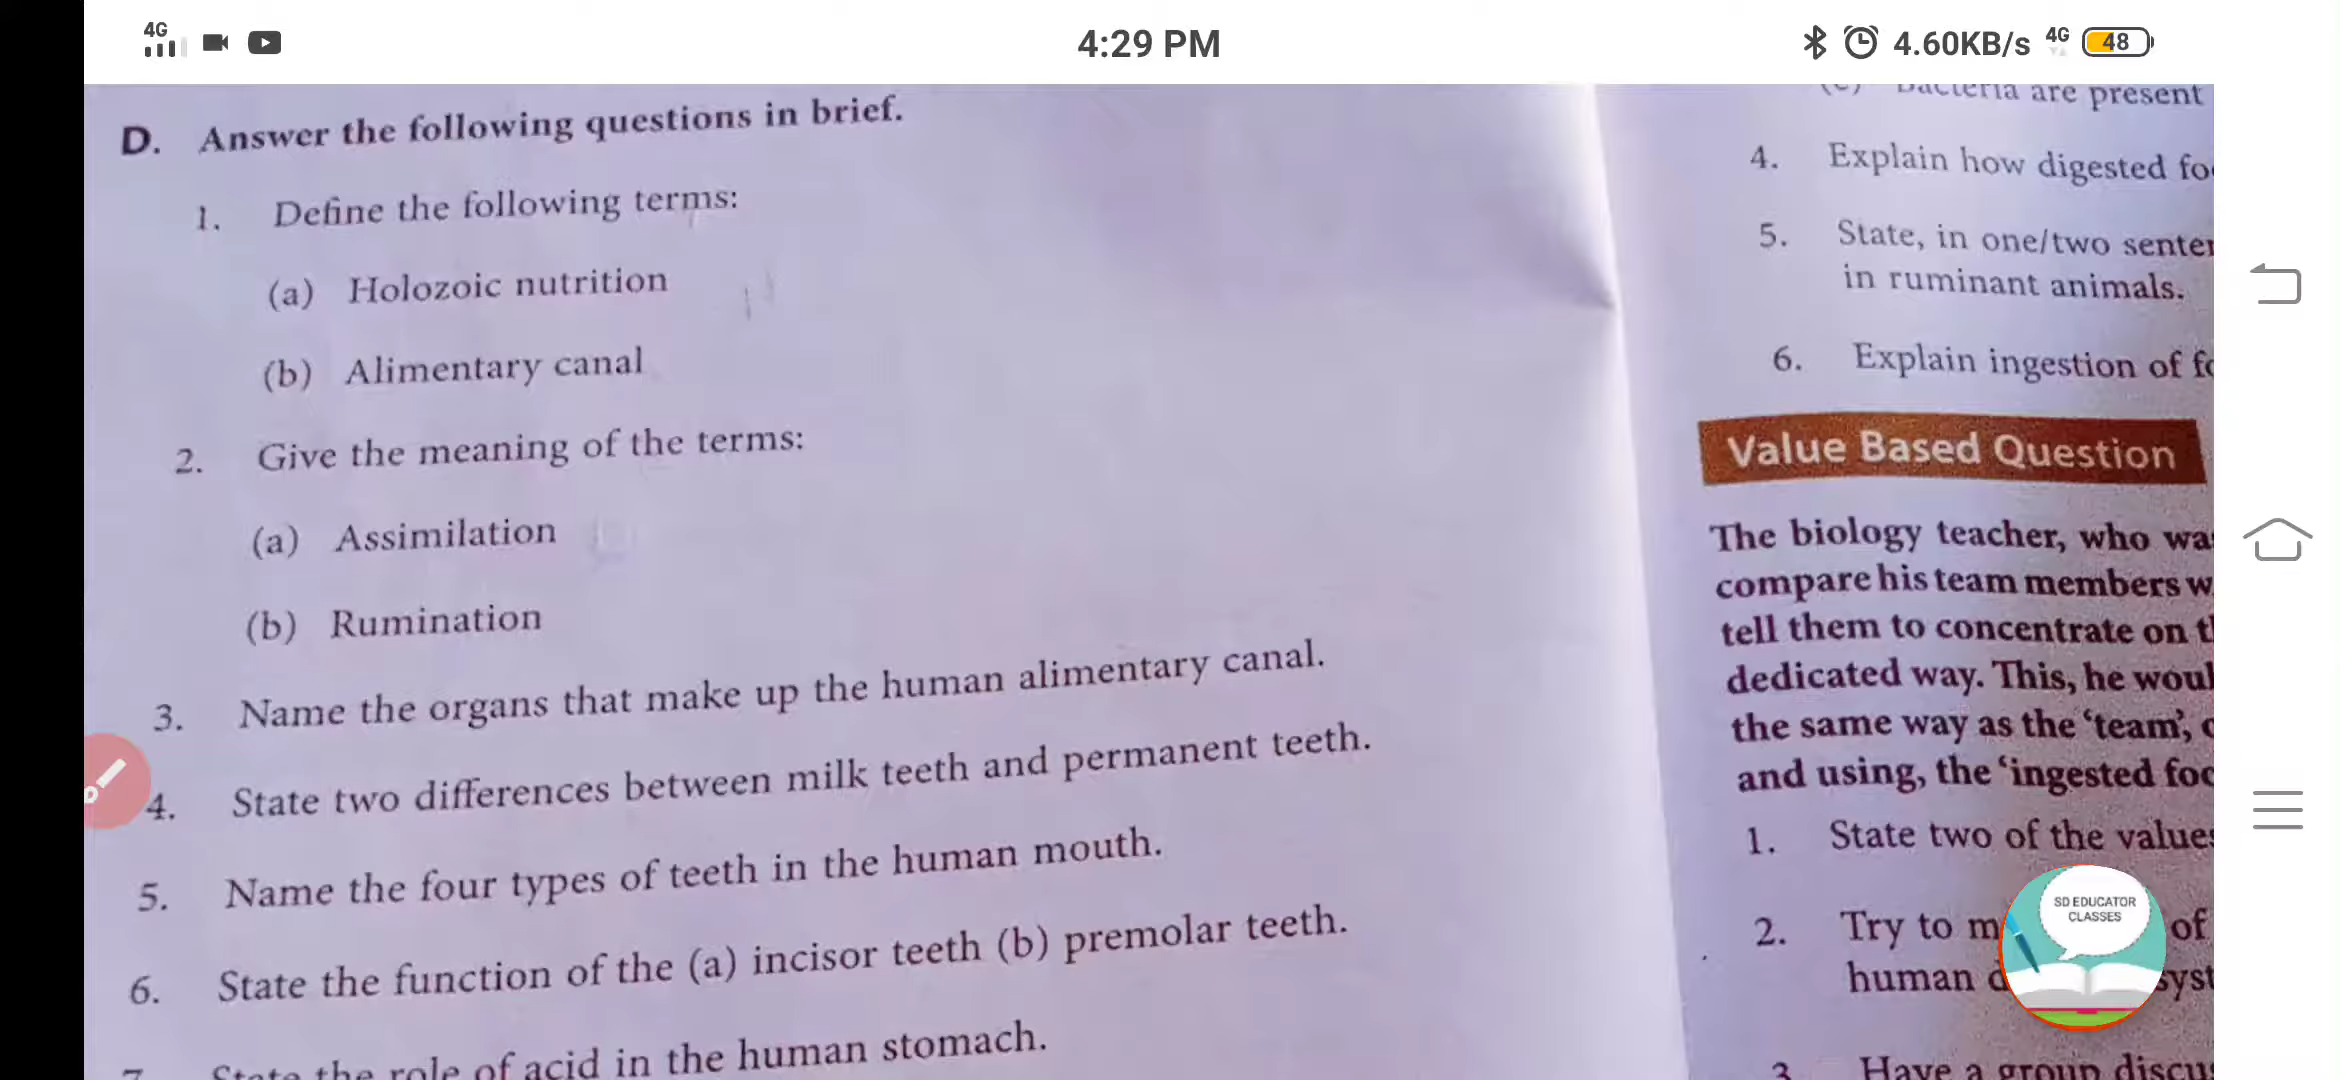 4G
4:29 PM
4.60KB/s 4G 48
D. Answer the following questions in brief.
1. Define the following terms:
(a) Holozoic nutrition
(b) Alimentary canal
2. Give the meaning of the terms:
(a) Assimilation
(b) Rumination
3. Name the organs that make up the human alimentary canal.
4. State two differences between milk teeth and permanent teeth.
5. Name the four types of teeth in the human mouth.
6. State the function of the (a) incisor teeth (b) premolar teeth.
State the role of acid in the human stomach.
Bacteria are present
4. Explain how digested
5. State, in one/two
in ruminant animals.
6. Explain ingestion of
Value Based Question
The biology teacher, who
compare his team members
tell them to concentrate on
dedicated way. This, he
the same way as the ‘team’,
and using, the ‘ingested
1. State two of the
2. Try to of
human
3 Have a group
SD EDUCATOR
CLASSES